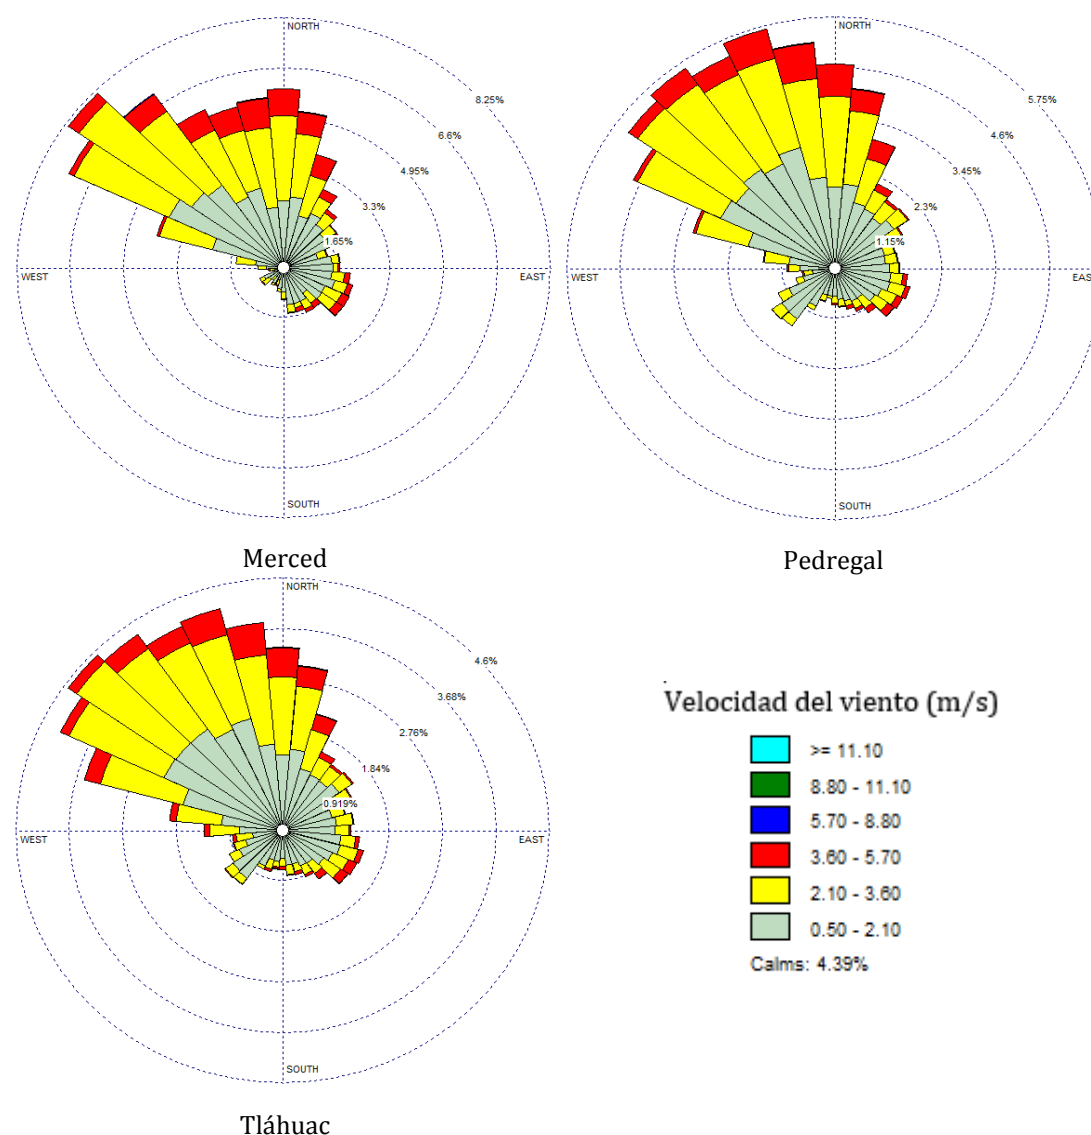 NORTH
8.25%
6.6%
4.95%
3.3%
1.65%
WEST
EAST
SOUTH
Merced
NORTH
5.75%
4.6%
3.45%
2.3%
1.15%
WEST
EAS
SOUTH
Pedregal
NORTH
4.6%
3.68%
2.76%
1.84%
0.919%
WEST
EAST
SOUTH
Tláhuac
Velocidad del viento (m/s)
>= 11.10
8.80 - 11.10
5.70 - 8.80
3.60 - 5.70
2.10 - 3.60
0.50 - 2.10
Calms: 4.39%